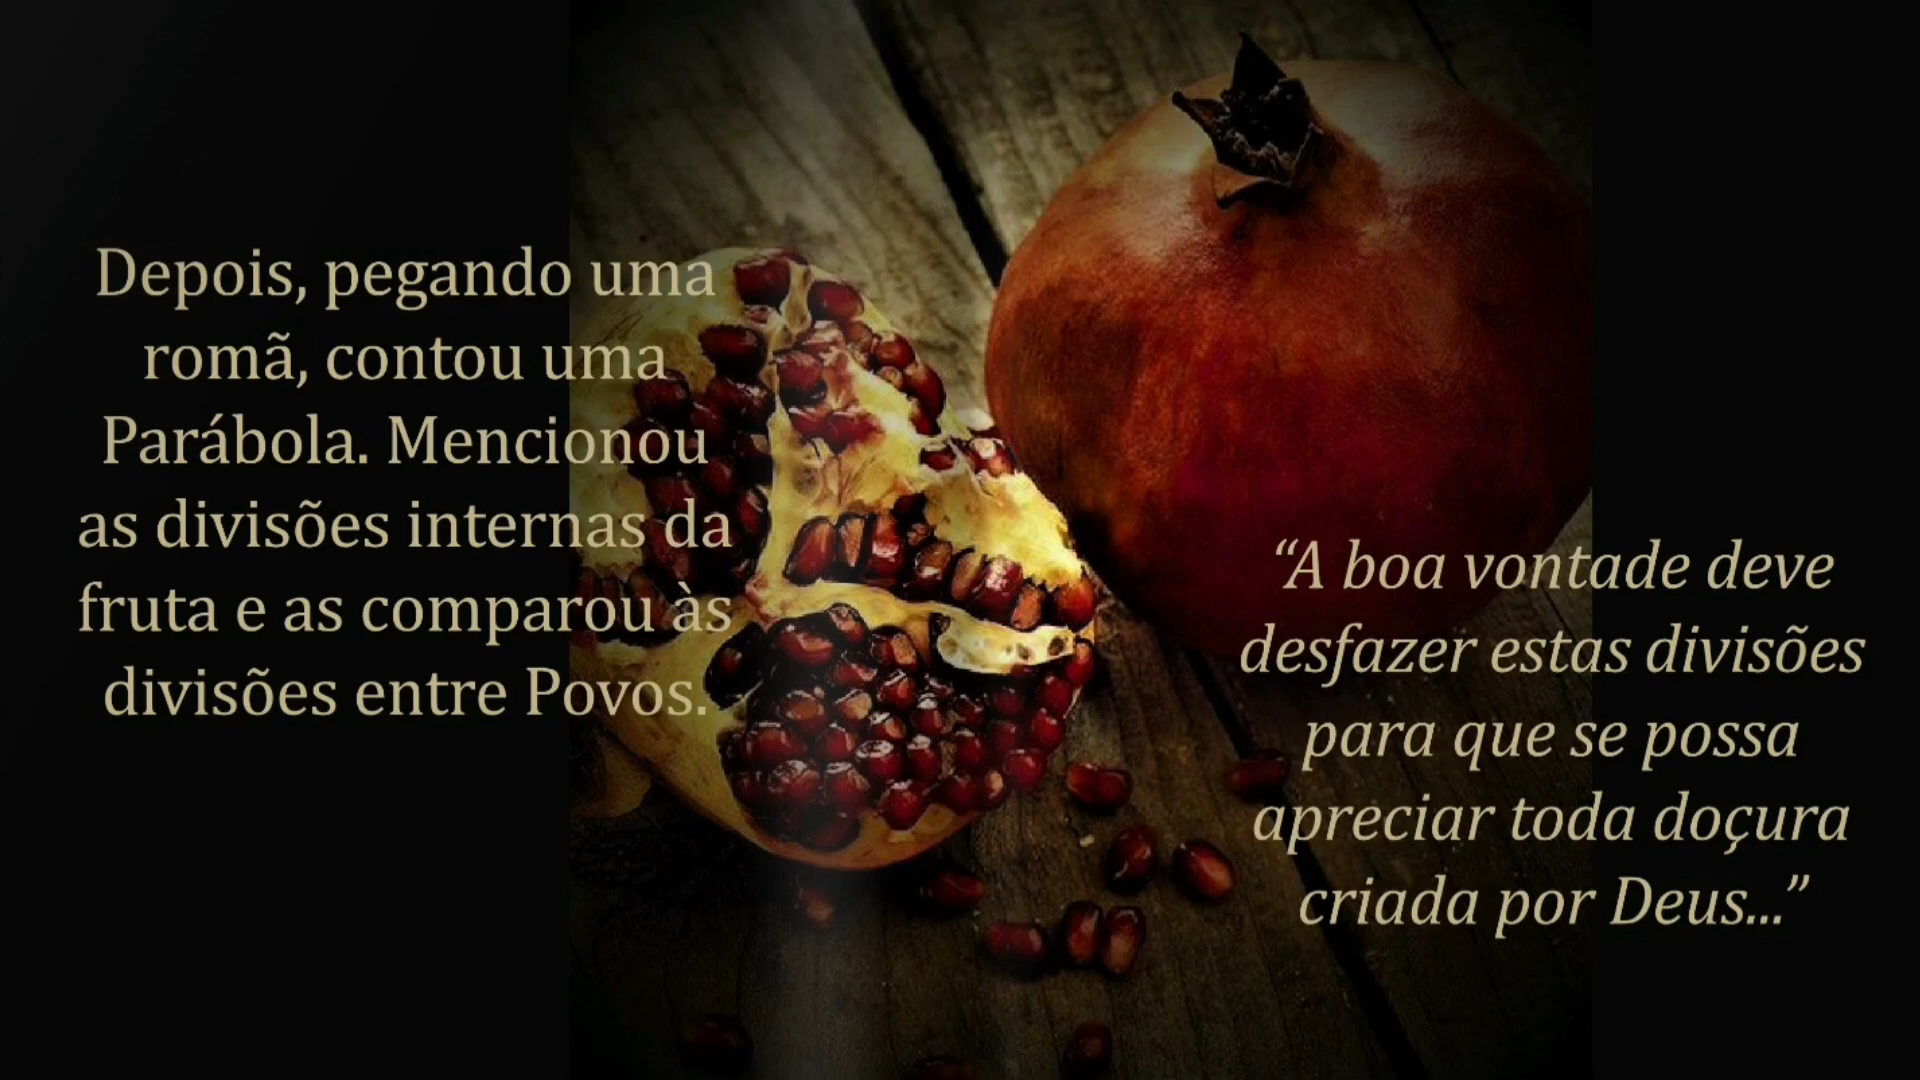 Depois, pegando uma
romã, contou uma
Parábola. Mencionou
as divisões internas da
fruta e as comparou às
divisões entre Povos.
“A boa vontade deve
desfazer estas divisões
para que se possa
apreciar toda doçura
criada por Deus...”